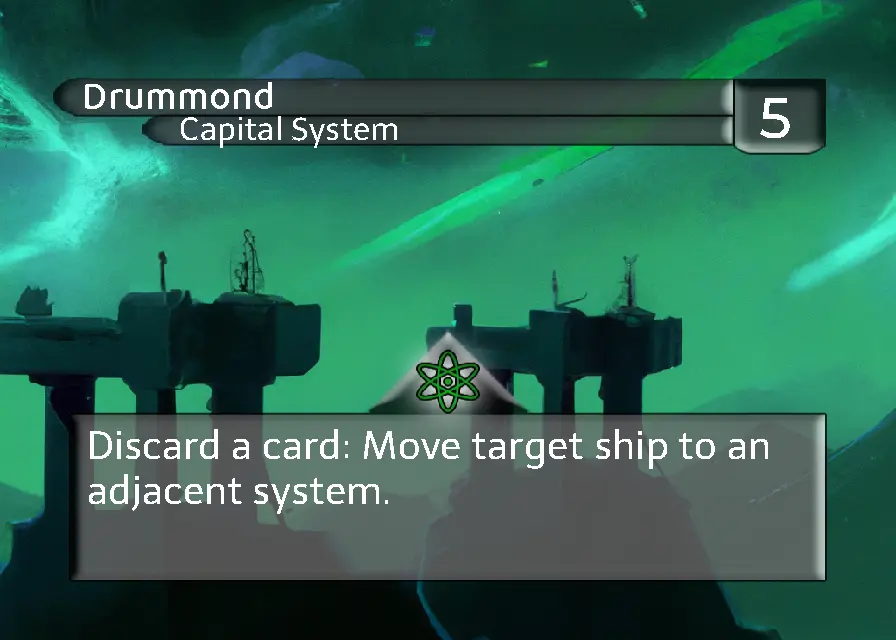 Drummond
5
Capital System
Discard a card: Move target ship to an
adjacent system.